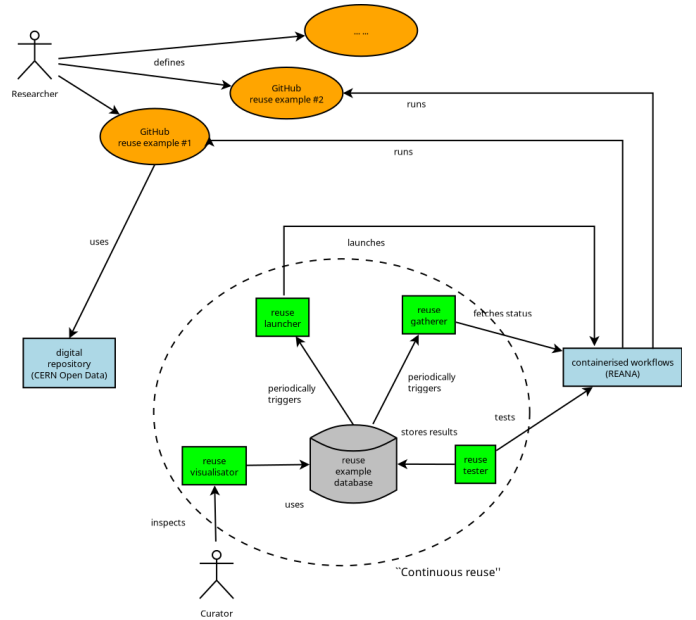 ... ...
defines
Researcher
GitHub
reuse example #2
runs
GitHub
reuse example #1
runs
uses
launches
reuse
launcher
reuse
gatherer
fetches status
digital
repository
(CERN Open Data)
containerised workflows
(REANA)
periodically
triggers
periodically
triggers
tests
stores results
reuse
visualisator
reuse
example
database
reuse
tester
uses
inspects
``Continuous reuse''
Curator